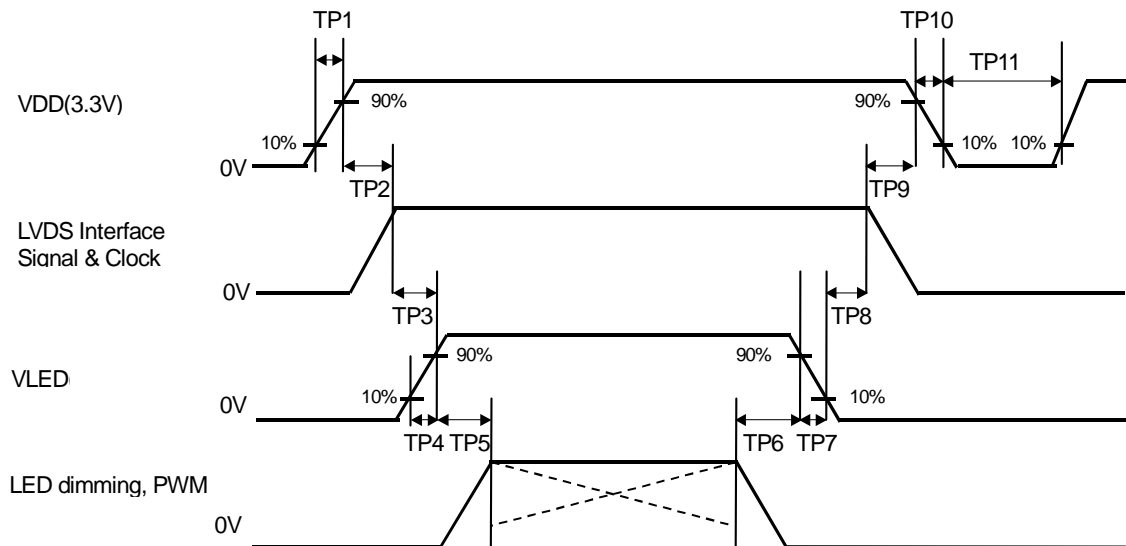 TP1
TP10
TP11
VDD(3.3V)
90%
90%
10%
10%
10%
0V
TP2
TP9
LVDS Interface
Signal & Clock
0V
TP3
TP8
90%
90%
VLED
10%
10%
0V
TP4
TP5
TP6
TP7
LED dimming, PWM
0V